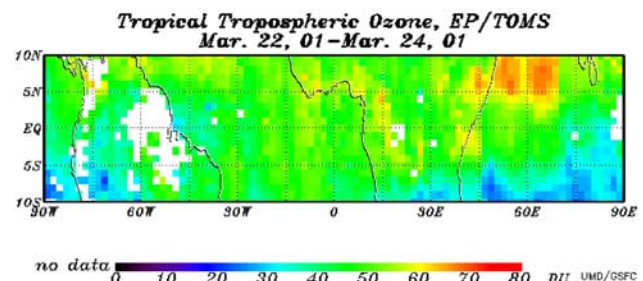 Tropical Tropospheric Ozone, EP/TOMS
Mar. 22, 01-Mar. 24, 01
10N
5N
EQ
5S
10S
90W 60W 30W 0 30E 60E 90E
no data 0 10 20 30 40 50 60 70 80 DU UMD/GSFC